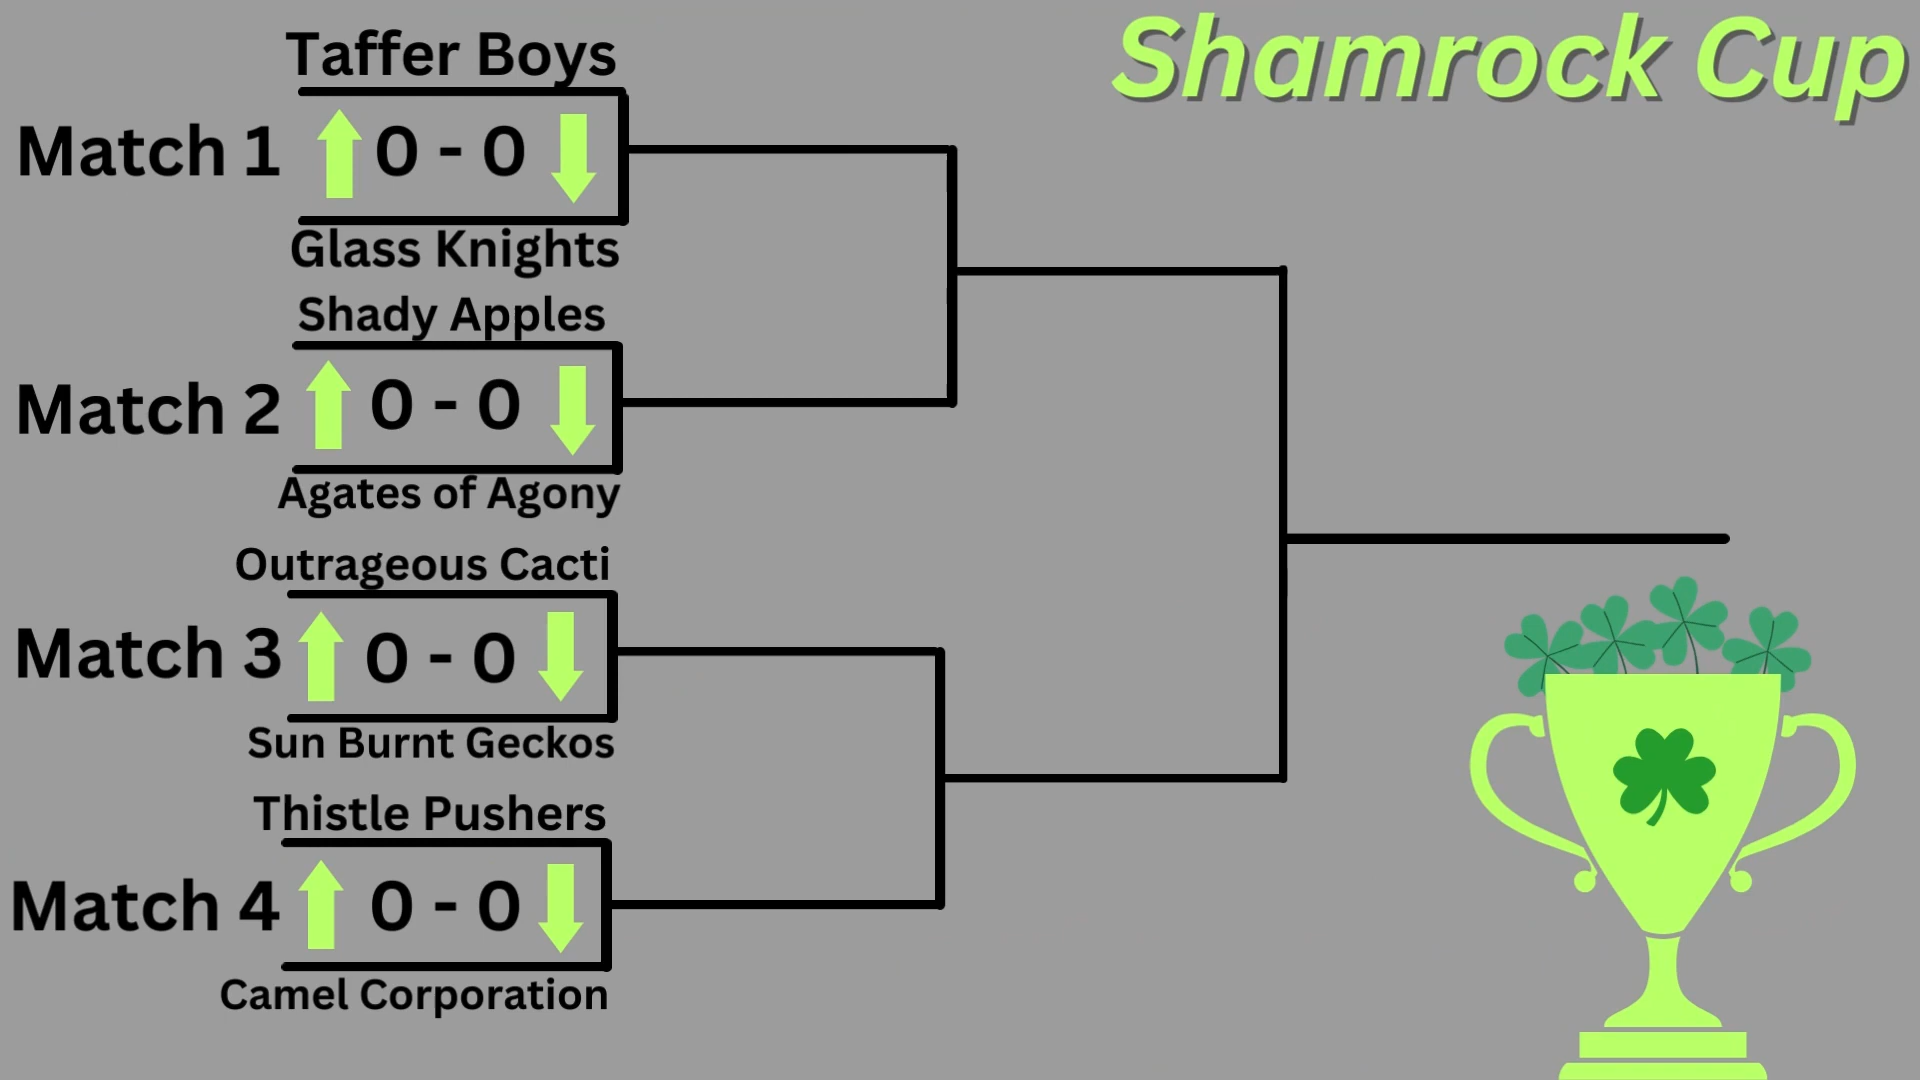 Shamrock Cup
Taffer Boys
Match 1 0 - 0
Glass Knights
Shady Apples
Match 2 0 - 0
Agates of Agony
Outrageous Cacti
Match 3 0 - 0
Sun Burnt Geckos
Thistle Pushers
Match 4 0 - 0
Camel Corporation